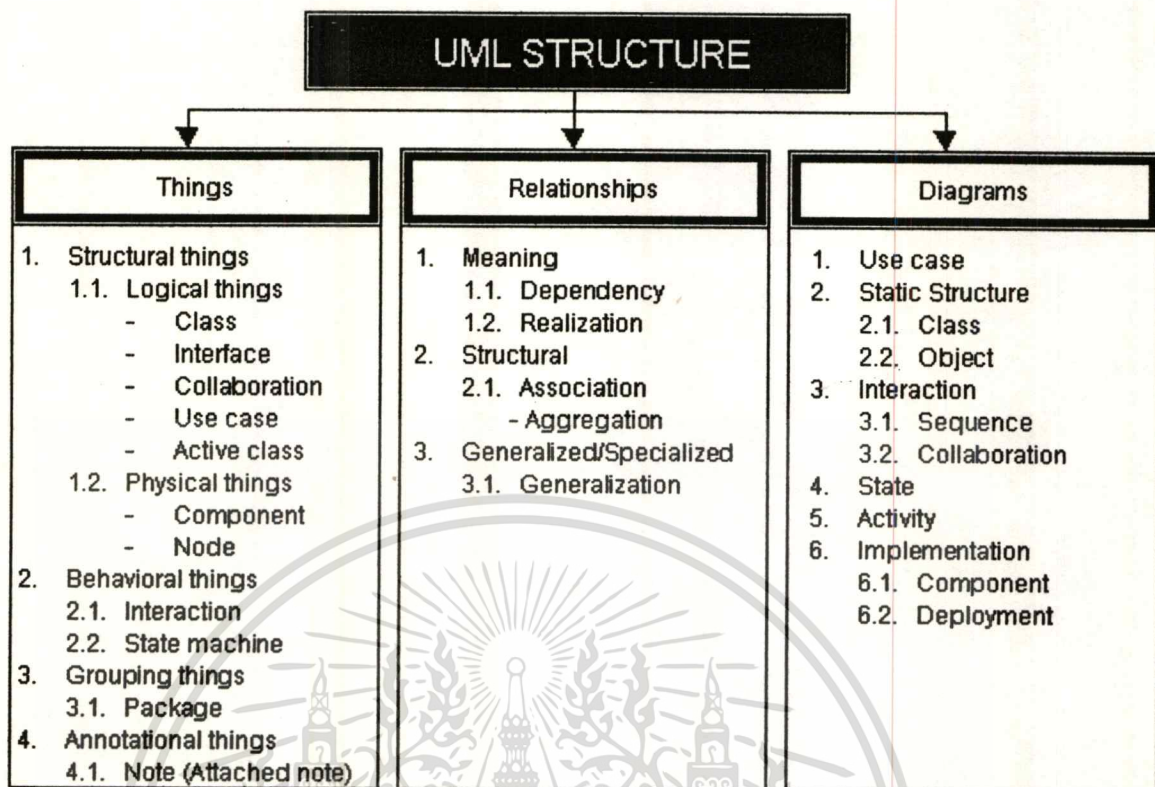 UML STRUCTURE
Things
1. Structural things
1.1. Logical things
- Class
- Interface
- Collaboration
- Use case
- Active class
1.2. Physical things
- Component
- Node
2. Behavioral things
2.1. Interaction
2.2. State machine
3. Grouping things
3.1. Package
4. Annotational things
4.1. Note (Attached note)
Relationships
1. Meaning
1.1. Dependency
1.2. Realization
2. Structural
2.1. Association
- Aggregation
3. Generalized/Specialized
3.1. Generalization
Diagrams
1. Use case
2. Static Structure
2.1. Class
2.2. Object
3. Interaction
3.1. Sequence
3.2. Collaboration
4. State
5. Activity
6. Implementation
6.1. Component
6.2. Deployment